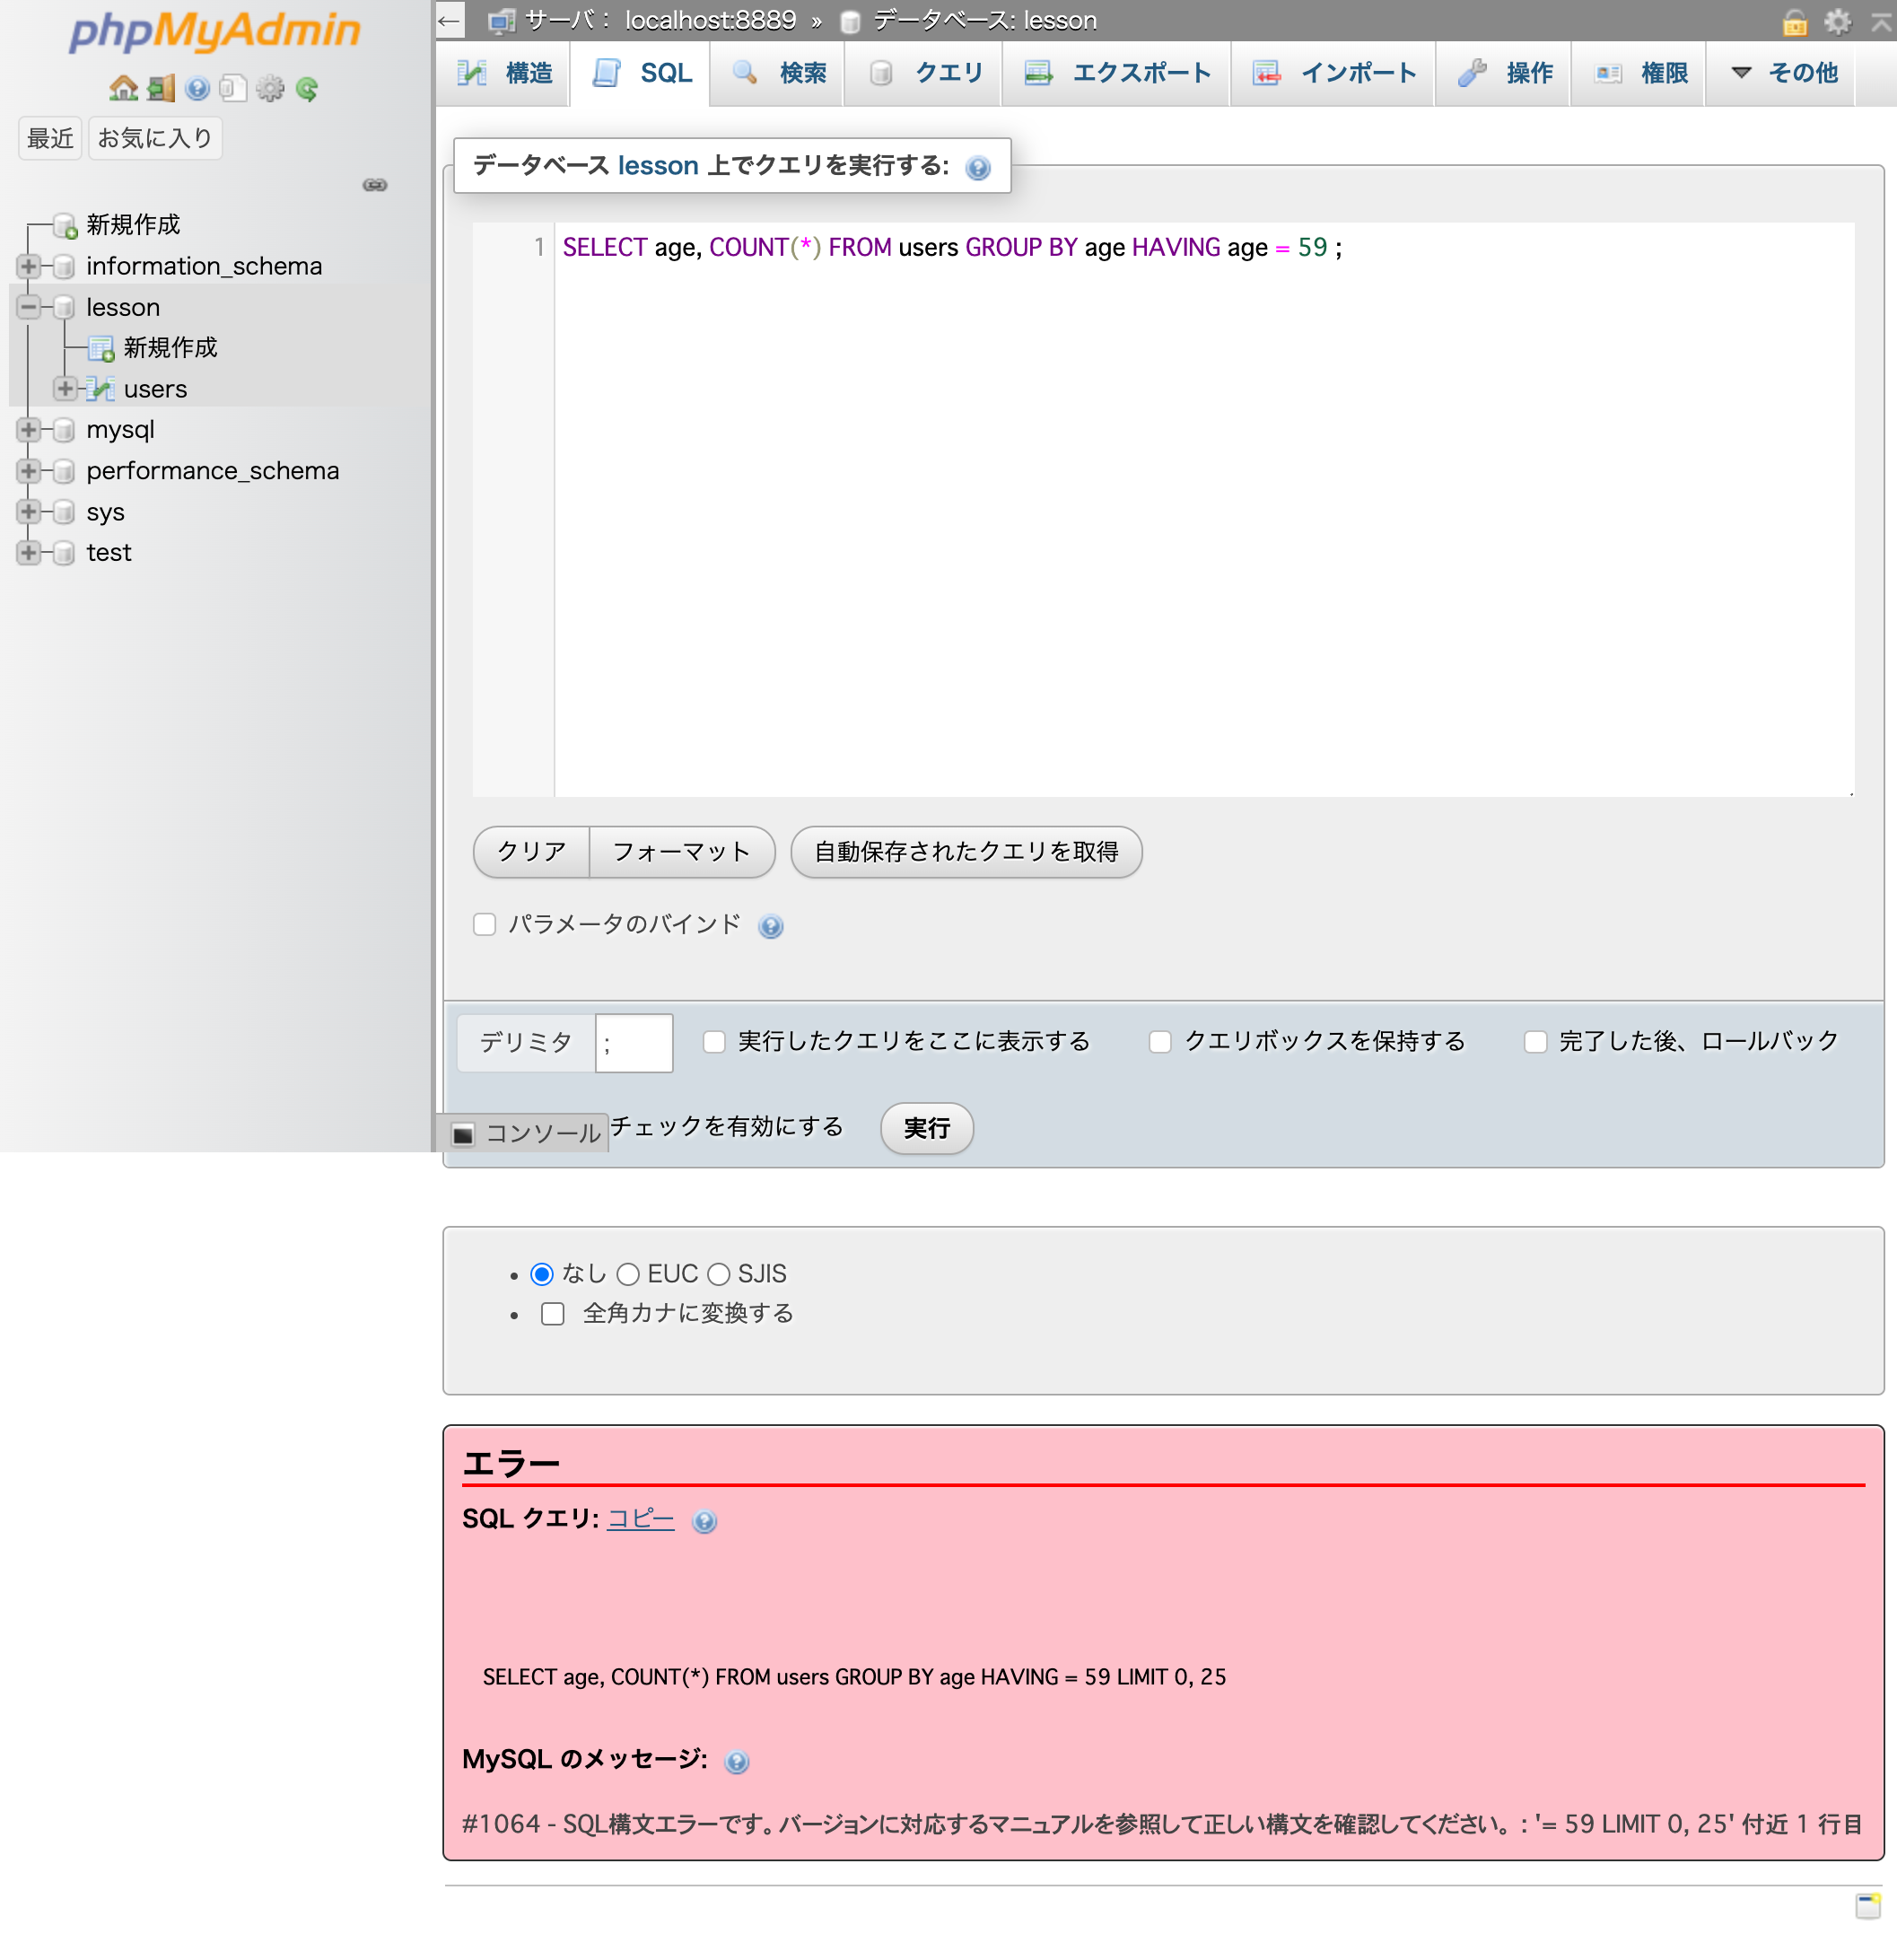 phpMyAdmin
最近 お気に入り
新規作成
information_schema
lesson
新規作成
users
mysql
performance_schema
sys
test
← サーバ： localhost:8889 » データベース: lesson
構造 SQL 検索 クエリ エクスポート インポート 操作 権限 その他
データベース lesson 上でクエリを実行する:
1 SELECT age, COUNT(*) FROM users GROUP BY age HAVING age = 59 ;
クリア フォーマット 自動保存されたクエリを取得
パラメータのバインド
デリミタ ; 実行したクエリをここに表示する クエリボックスを保持する 完了した後、ロールバック
コンソール チェックを有効にする 実行
なし EUC SJIS
全角カナに変換する
エラー
SQL クエリ: コピー
SELECT age, COUNT(*) FROM users GROUP BY age HAVING = 59 LIMIT 0, 25
MySQL のメッセージ:
#1064 - SQL構文エラーです。バージョンに対応するマニュアルを参照して正しい構文を確認してください。 : '= 59 LIMIT 0, 25' 付近 1 行目